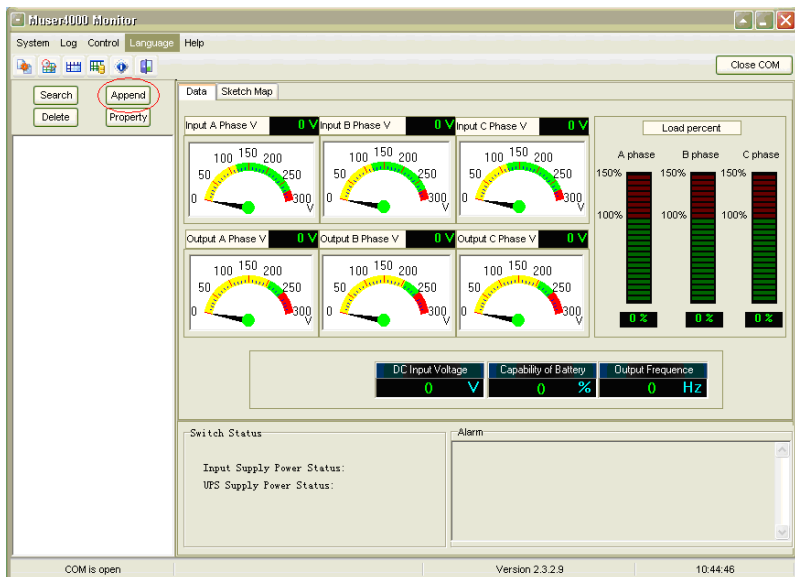 Muser4000 Monitor
System Log Control Language Help
Close COM
Search Append
Delete Property
Data Sketch Map
Input A Phase V 0 V Input B Phase V 0 V Input C Phase V 0 V
0 50 100 150 200 250 300 V
0 50 100 150 200 250 300 V
0 50 100 150 200 250 300 V
Output A Phase V 0 V Output B Phase V 0 V Output C Phase V 0 V
0 50 100 150 200 250 300 V
0 50 100 150 200 250 300 V
0 50 100 150 200 250 300 V
Load percent
A phase B phase C phase
150% 150% 150%
100% 100% 100%
0 % 0 % 0 %
DC Input Voltage Capability of Battery Output Frequence
0 V 0 % 0 Hz
Switch Status
Input Supply Power Status:
UPS Supply Power Status:
Alarm
COM is open Version 2.3.2.9 10:44:46